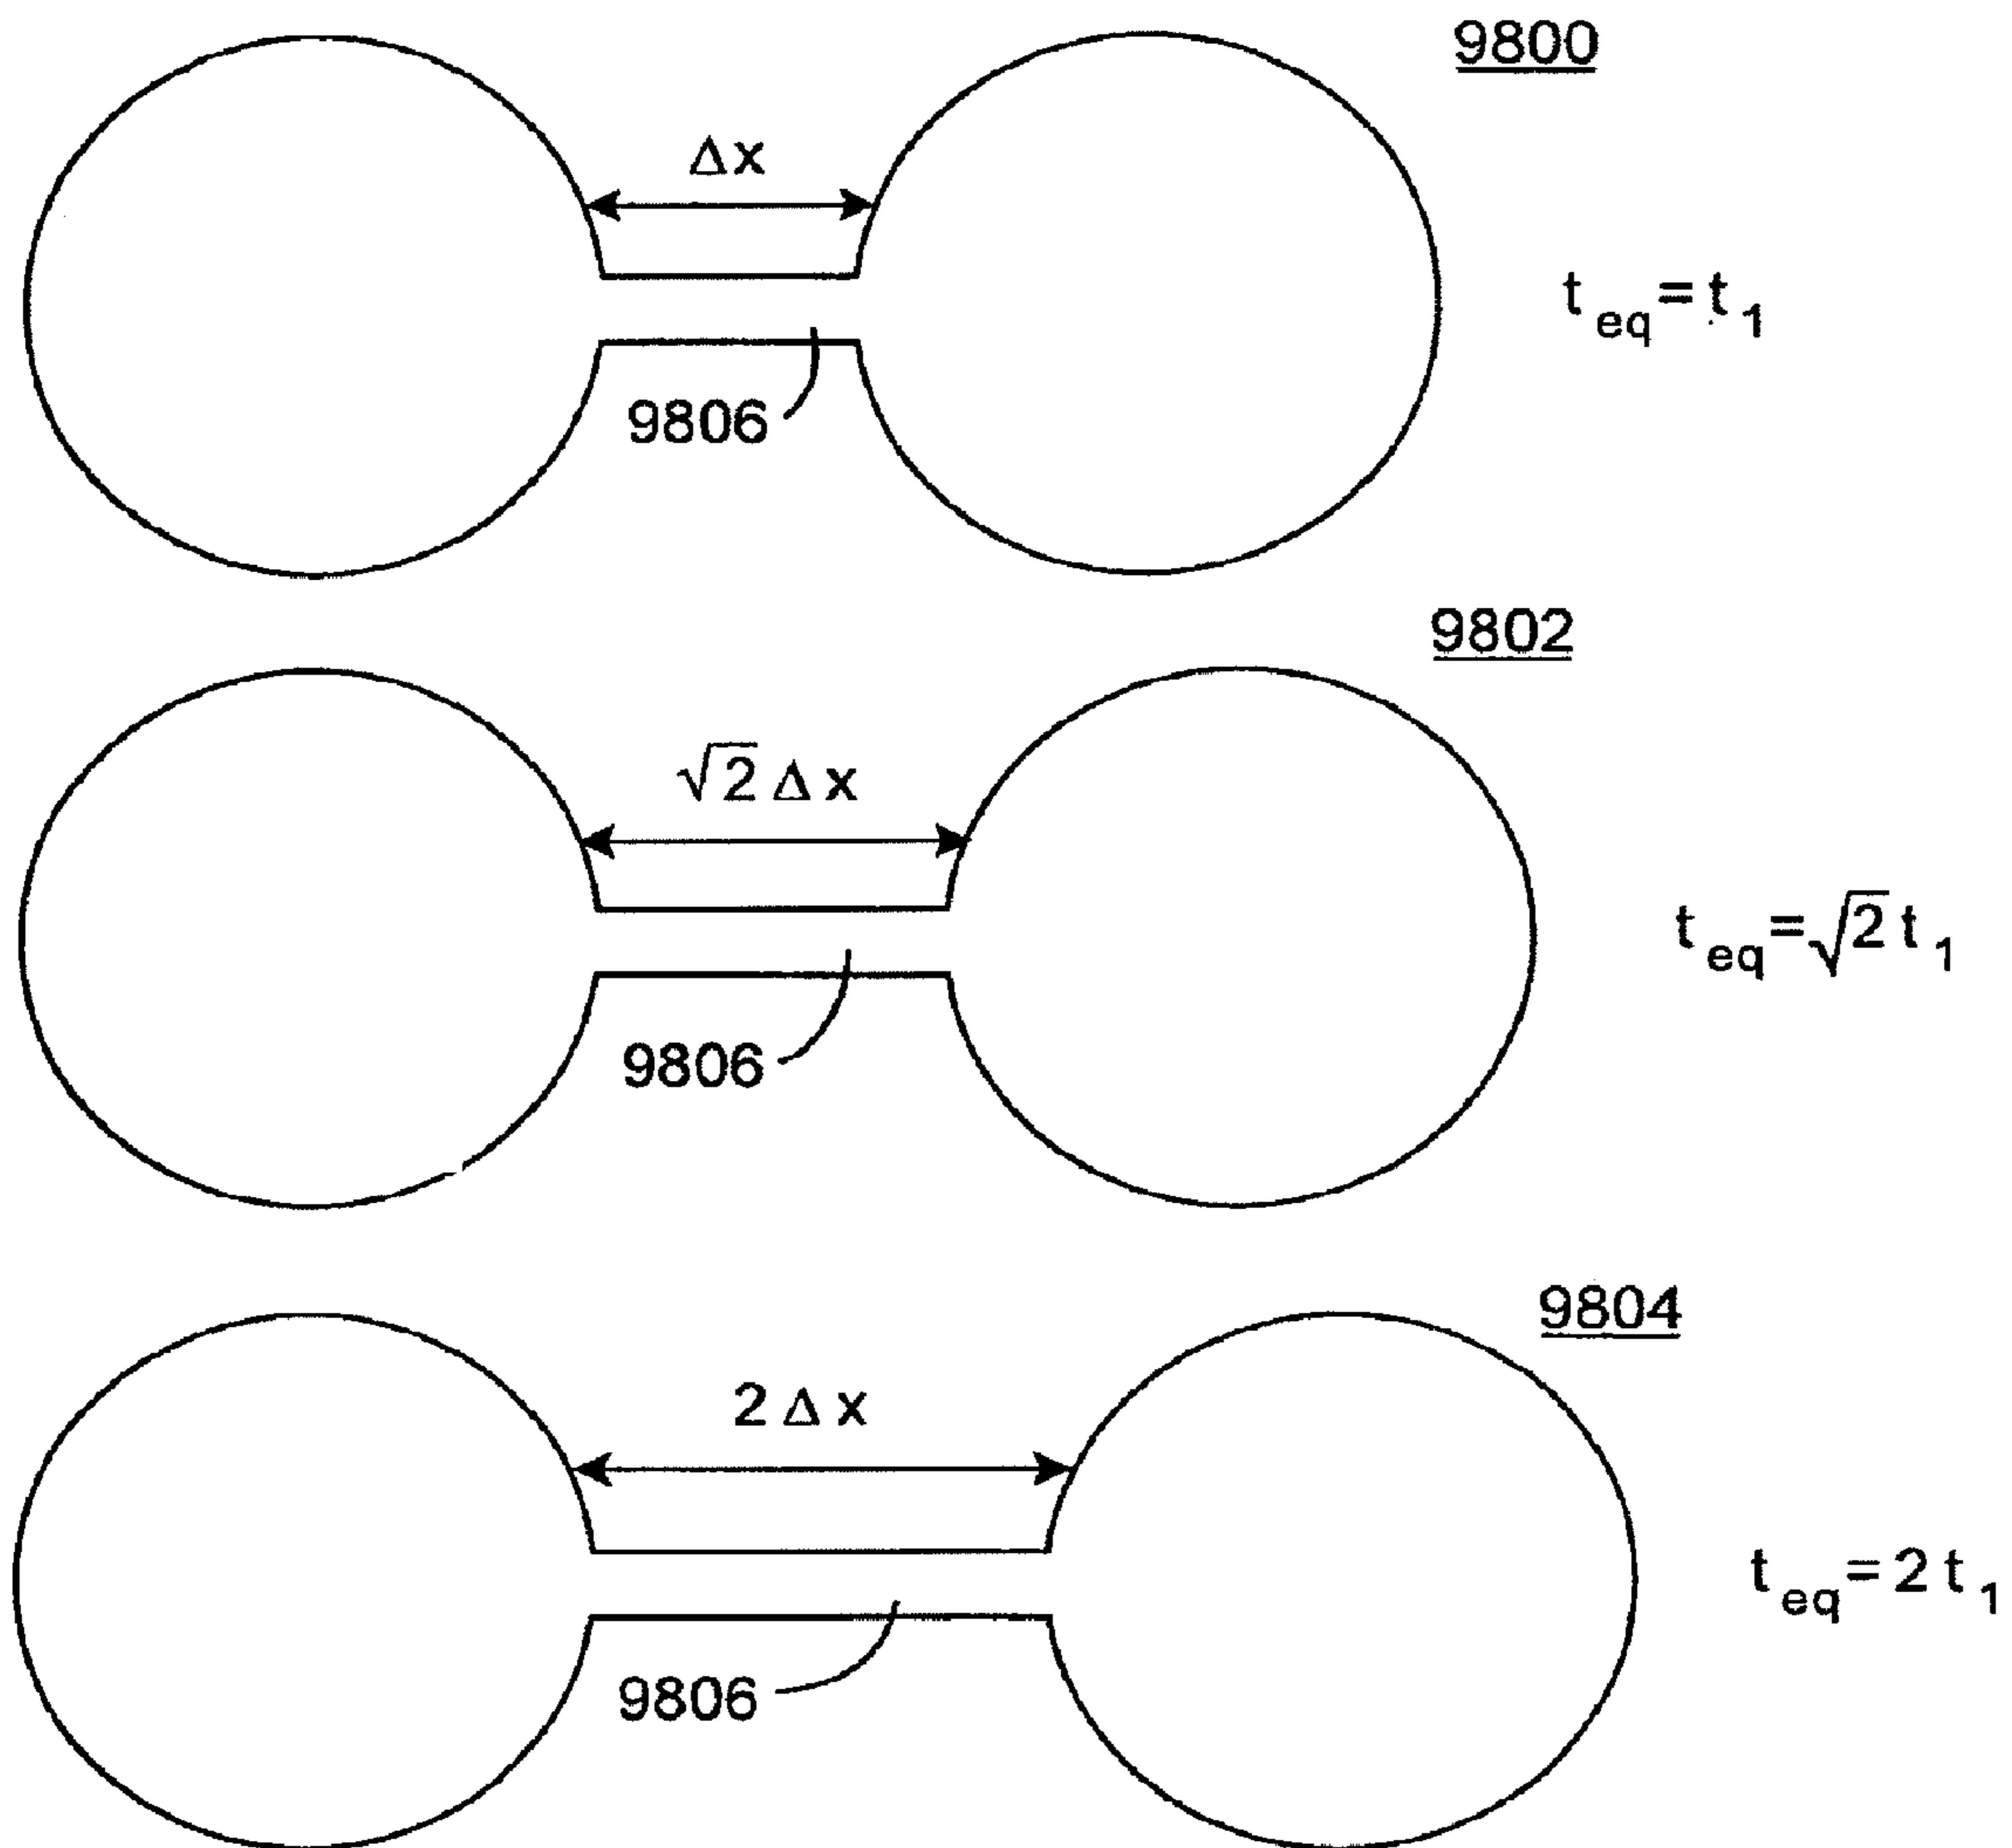 9800
Δx
t eq = t 1
9806
9802
√2 Δ x
t eq = √2 t 1
9806
9804
2 Δ x
t eq = 2 t 1
9806